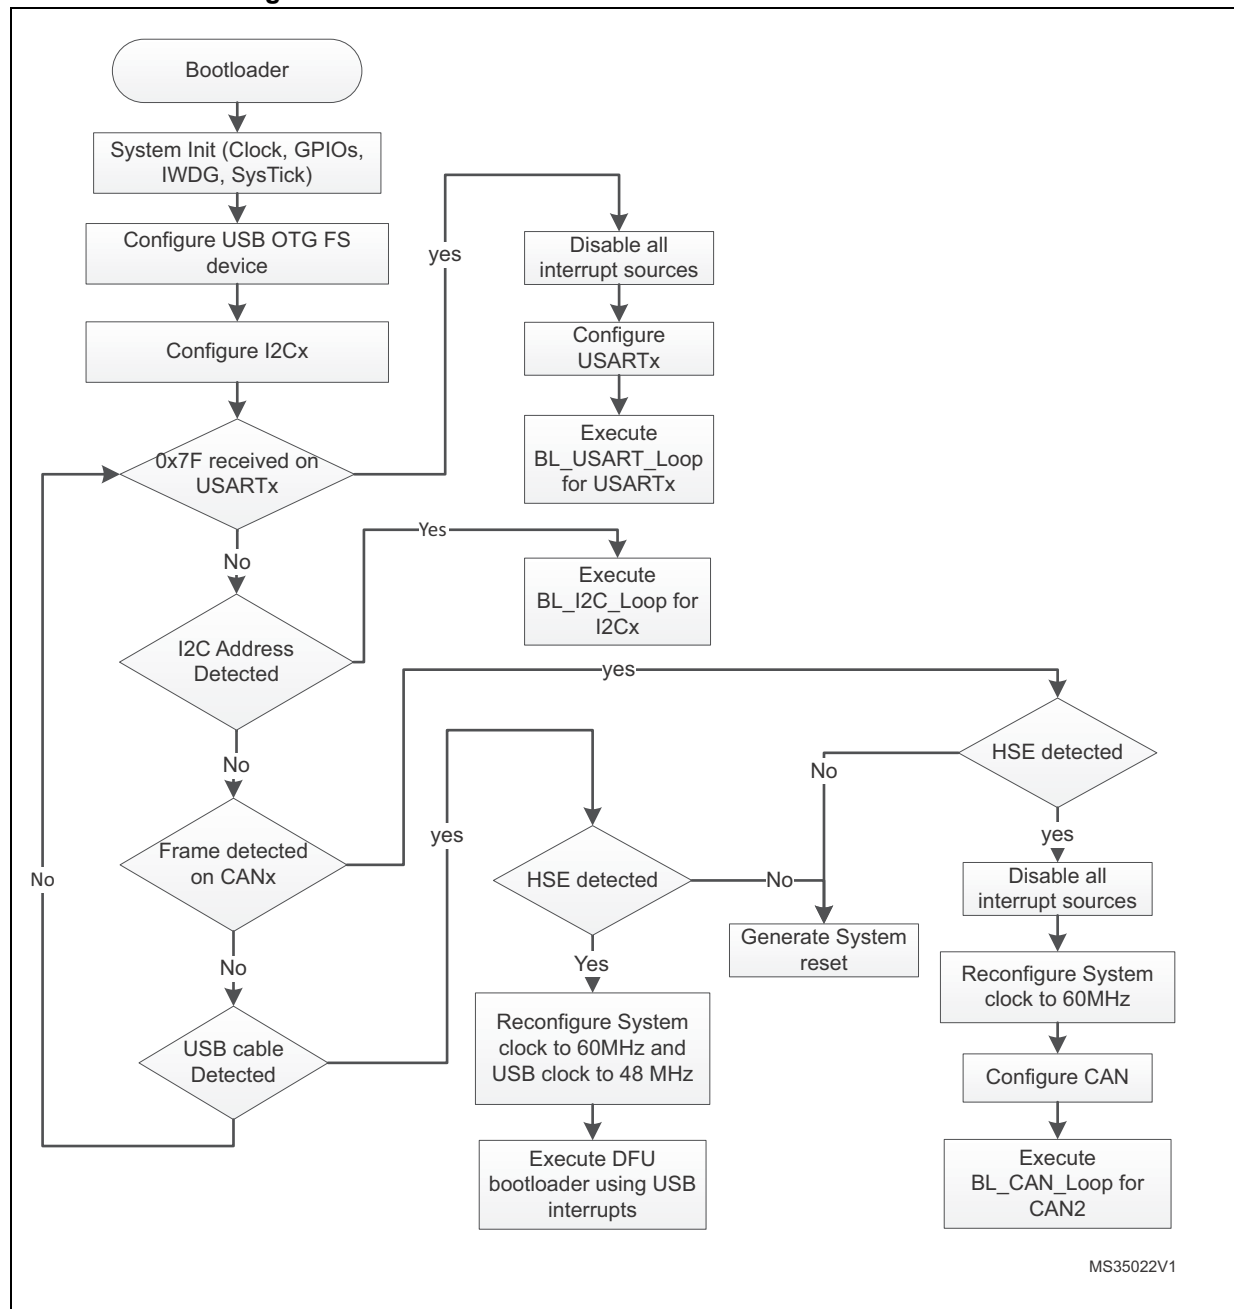 Bootloader
System Init (Clock, GPIOs,
IWDG, SysTick)
Configure USB OTG FS
device
Configure I2Cx
0x7F received on
USARTx
yes
Disable all
interrupt sources
Configure
USARTx
Execute
BL_USART_Loop
for USARTx
No
I2C Address
Detected
Yes
Execute
BL_I2C_Loop for
I2Cx
No
Frame detected
on CANx
yes
HSE detected
No
yes
Disable all
interrupt sources
Reconfigure System
clock to 60MHz
Configure CAN
Execute
BL_CAN_Loop for
CAN2
No
USB cable
Detected
yes
HSE detected
No
Generate System
reset
Yes
Reconfigure System
clock to 60MHz and
USB clock to 48 MHz
Execute DFU
bootloader using USB
interrupts
No
MS35022V1